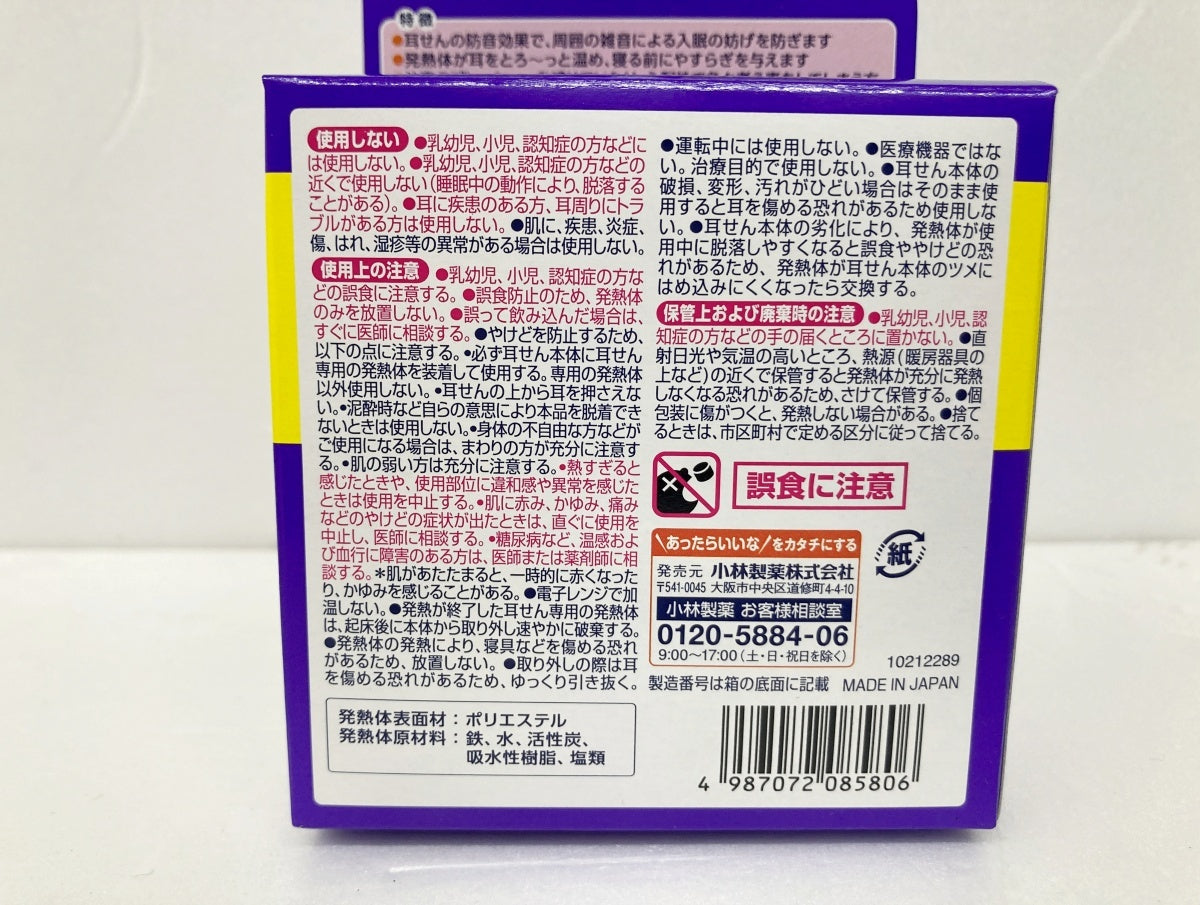 特徴
●耳せんの防音効果で、周囲の雑音による入眠の妨げを防ぎます
●発熱体が耳をとろ〜っと温め、寝る前にやすらぎを与えます
使用しない ●乳幼児、小児、認知症の方などに
は使用しない。●乳幼児、小児、認知症の方などの
近くで使用しない(睡眠中の動作により、脱落する
ことがある)。●耳に疾患のある方、耳周りにトラ
ブルがある方は使用しない。●肌に、疾患、炎症、
傷、はれ、湿疹等の異常がある場合は使用しない。
使用上の注意 ●乳幼児、小児、認知症の方な
どの誤食に注意する。●誤食防止のため、発熱体
のみを放置しない。●誤って飲み込んだ場合は、
すぐに医師に相談する。●やけどを防止するため、
以下の点に注意する。•必ず耳せん本体に耳せん
専用の発熱体を装着して使用する。専用の発熱体
以外使用しない。•耳せんの上から耳を押さえな
い。•泥酔時など自らの意思により本品を脱着でき
ないときは使用しない。•身体の不自由な方などが
ご使用になる場合は、まわりの方が充分に注意す
る。•肌の弱い方は充分に注意する。•熱すぎると
感じたときや、使用部位に違和感や異常を感じた
ときは使用を中止する。•肌に赤み、かゆみ、痛み
などのやけどの症状が出たときは、直ぐに使用を
中止し、医師に相談する。•糖尿病など、温感およ
び血行に障害のある方は、医師または薬剤師に相
談する。＊肌があたたまると、一時的に赤くなった
り、かゆみを感じることがある。●電子レンジで加
温しない。●発熱が終了した耳せん専用の発熱体
は、起床後に本体から取り外し速やかに破棄する。
●発熱体の発熱により、寝具などを傷める恐れ
があるため、放置しない。●取り外しの際は耳
を傷める恐れがあるため、ゆっくり引き抜く。
発熱体表面材：ポリエステル
発熱体原材料：鉄、水、活性炭、
吸水性樹脂、塩類
●運転中には使用しない。●医療機器ではな
い。治療目的で使用しない。●耳せん本体の
破損、変形、汚れがひどい場合はそのまま使
用すると耳を傷める恐れがあるため使用しな
い。●耳せん本体の劣化により、発熱体が使
用中に脱落しやすくなると誤食ややけどの恐
れがあるため、発熱体が耳せん本体のツメに
はめ込みにくくなったら交換する。
保管上および廃棄時の注意 ●乳幼児、小児、認
知症の方などの手の届くところに置かない。●直
射日光や気温の高いところ、熱源(暖房器具の
上など)の近くで保管すると発熱体が充分に発熱
しなくなる恐れがあるため、さけて保管する。●個
包装に傷がつくと、発熱しない場合がある。●捨て
るときは、市区町村で定める区分に従って捨てる。
誤食に注意
\あったらいいな/をカタチにする
発売元 小林製薬株式会社
〒541-0045 大阪市中央区道修町4-4-10
小林製薬 お客様相談室
0120-5884-06
9:00〜17:00(土・日・祝日を除く)
紙
10212289
製造番号は箱の底面に記載 MADE IN JAPAN
4 987072 085806